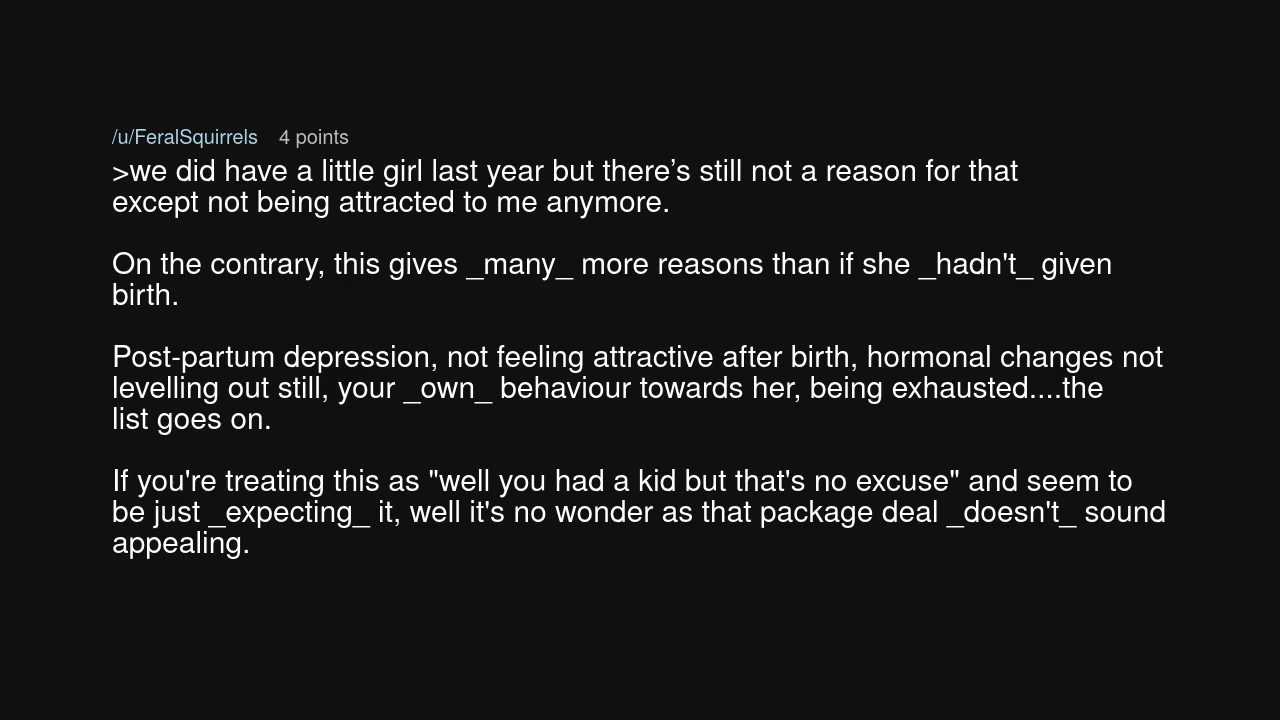 /u/FeralSquirrels 4 points
>we did have a little girl last year but there’s still not a reason for that
except not being attracted to me anymore.
On the contrary, this gives _many_ more reasons than if she _hadn't_ given
birth.
Post-partum depression, not feeling attractive after birth, hormonal changes not
levelling out still, your _own_ behaviour towards her, being exhausted....the
list goes on.
If you're treating this as "well you had a kid but that's no excuse" and seem to
be just _expecting_ it, well it's no wonder as that package deal _doesn't_ sound
appealing.